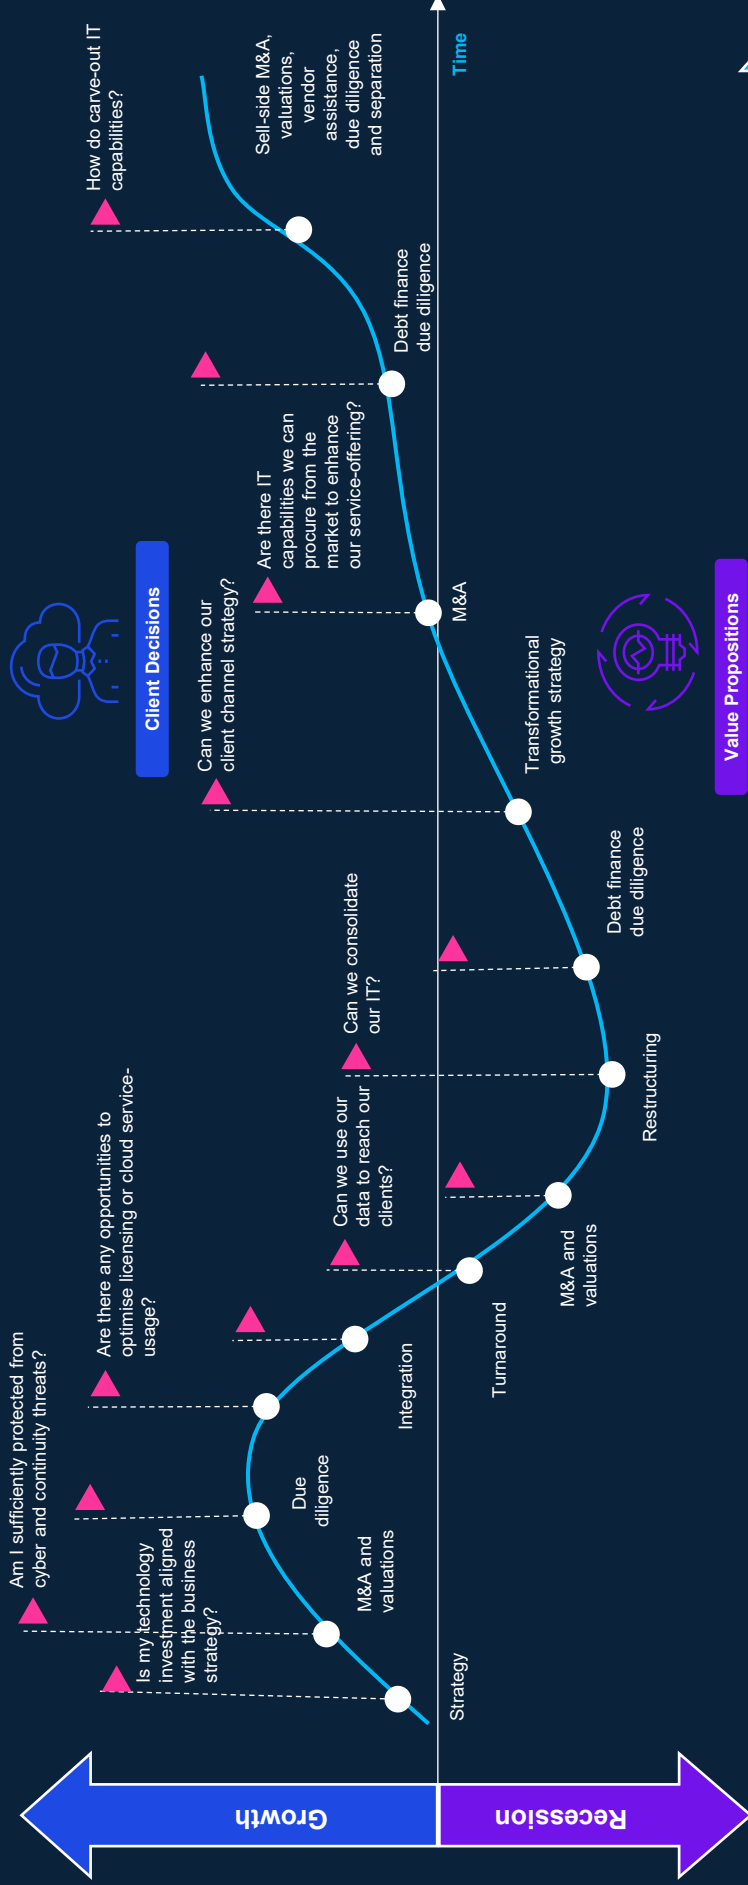 Client Decisions
Am I sufficiently protected from
cyber and continuity threats?
Is my technology
investment aligned
with the business
strategy?
Are there any opportunities to
optimise licensing or cloud service-
usage?
Can we use our
data to reach our
clients?
Can we consolidate
our IT?
Can we enhance our
client channel strategy?
Are there IT
capabilities we can
procure from the
market to enhance
our service-offering?
How do carve-out IT
capabilities?
Growth
Recession
Time
Strategy
M&A and
valuations
Due
diligence
Integration
Turnaround
M&A and
valuations
Restructuring
Debt finance
due diligence
Transformational
growth strategy
M&A
Debt finance
due diligence
Sell-side M&A,
valuations,
vendor
assistance,
due diligence
and separation
Value Propositions